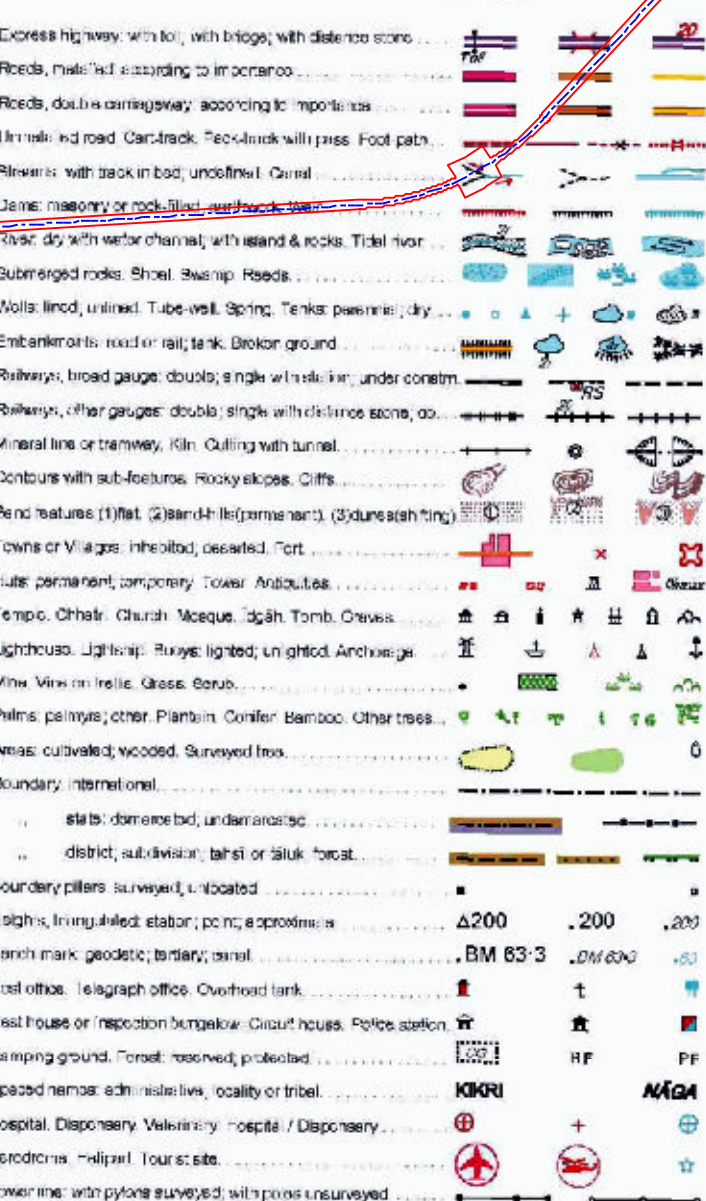 Express highway: with toll; with bridge; with distance stone 20
Toll
Roads, metalled: according to importance
Roads, double carriageway: according to importance
Unmetalled road. Cart-track. Pack-track with pass. Foot-path
Streams: with track in bed; undefined. Canal
Dams: masonry or rock-filled; earthwork. Weir
River: dry with water channel; with island & rocks. Tidal river
Submerged rocks. Shoal. Swamp. Reeds
Wells: lined; unlined. Tube-well. Spring. Tanks: perennial; dry
Embankments: road or rail; tank. Broken ground
Railways, broad gauge: double; single with station; under constrn. RS
Railways, other gauges: double; single with distance stone; do.
Mineral line or tramway. Kiln. Cutting with tunnel
Contours with sub-features. Rocky slopes. Cliffs
Sand features (1)flat. (2)sand-hills(permanent). (3)dunes(shifting) (1) (2) (3)
Towns or Villages: inhabited; deserted. Fort
Huts: permanent; temporary. Tower. Antiquities
Temple. Chhatri. Church. Mosque. Īdgāh. Tomb. Graves
Lighthouse. Lightship. Buoys: lighted; unlighted. Anchorage
Mine. Vine on trellis. Grass. Scrub
Palms: palmyra; other. Plantain. Conifer. Bamboo. Other trees
Areas: cultivated; wooded. Surveyed tree
Boundary, international
„ state: demarcated; undemarcated
„ district; subdivision, tahsīl or tāluk; forest
Boundary pillars: surveyed; unlocated
Heights, triangulated: station; point; approximate △200 .200 .200
Bench mark: geodetic; tertiary; canal .BM 63·3 .BM 63·3 .63
Post office. Telegraph office. Overhead tank
Rest house or Inspection bungalow. Circuit house. Police station
Camping ground. Forest: reserved; protected CG RF PF
Spaced names: administrative; locality or tribal KIKRI NĀGA
Hospital. Dispensary. Veterinary: Hospital / Dispensary
Aerodrome. Helipad. Tourist site
Power line: with pylons surveyed; with poles unsurveyed